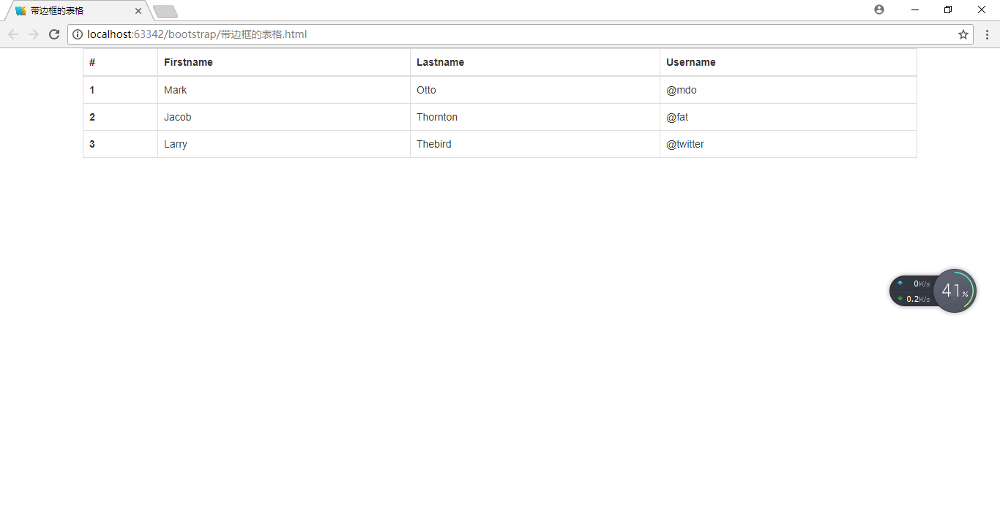 带边框的表格
localhost:63342/bootstrap/带边框的表格.html
# Firstname Lastname Username
1 Mark Otto @mdo
2 Jacob Thornton @fat
3 Larry Thebird @twitter
0K/s
0.2K/s
41%